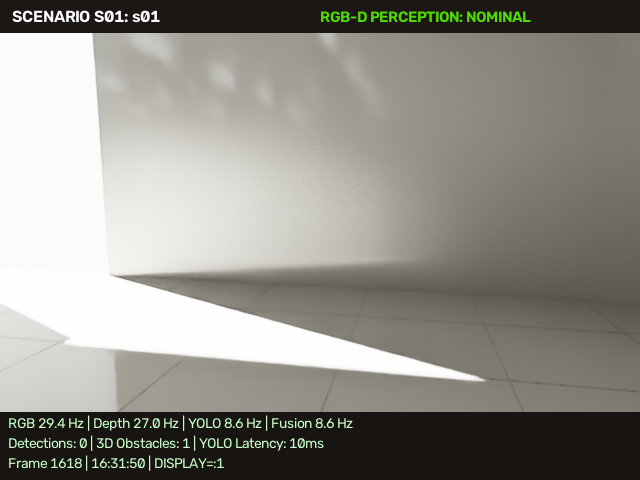 SCENARIO S01: s01
RGB-D PERCEPTION: NOMINAL
RGB 29.4 Hz | Depth 27.0 Hz | YOLO 8.6 Hz | Fusion 8.6 Hz
Detections: 0 | 3D Obstacles: 1 | YOLO Latency: 10ms
Frame 1618 | 16:31:50 | DISPLAY=:1